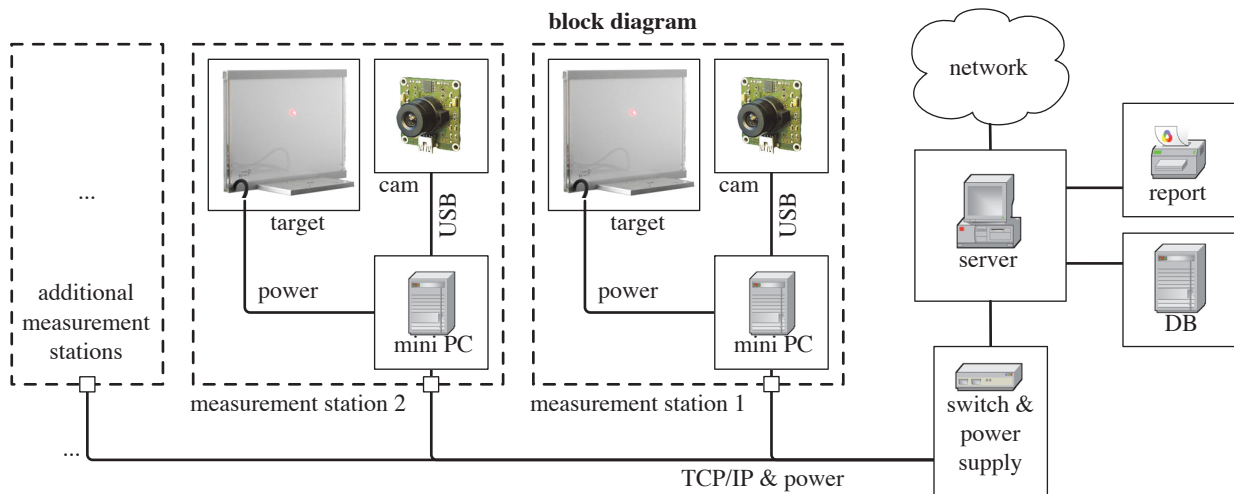 block diagram
...
additional
measurement
stations
target
cam
USB
power
mini PC
measurement station 2
target
cam
USB
power
mini PC
measurement station 1
network
server
report
DB
switch &
power
supply
...
TCP/IP & power